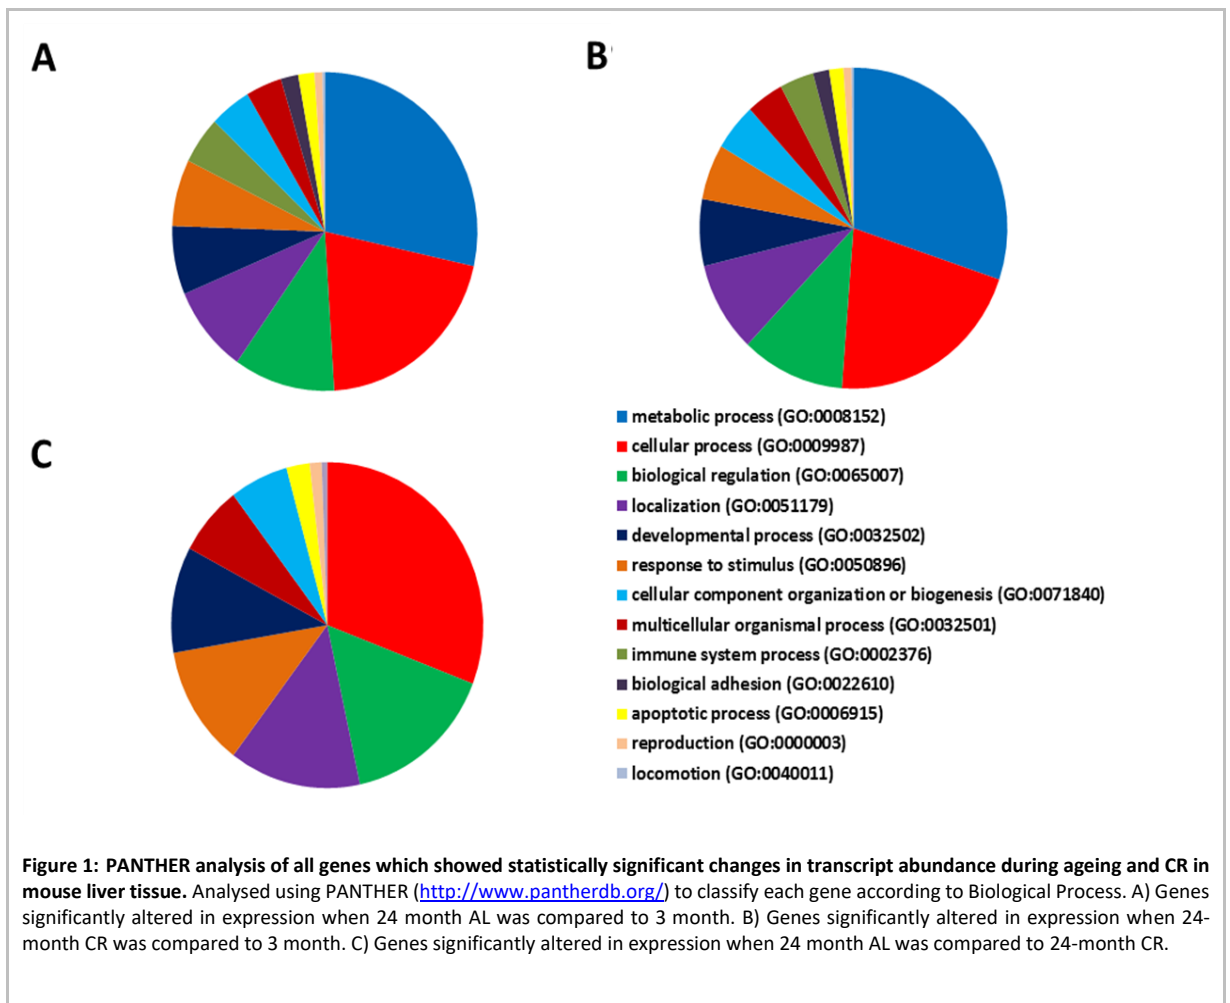 A
B
metabolic process (GO:0008152)
cellular process (GO:0009987)
biological regulation (GO:0065007)
localization (GO:0051179)
developmental process (GO:0032502)
response to stimulus (GO:0050896)
cellular component organization or biogenesis (GO:0071840)
multicellular organismal process (GO:0032501)
immune system process (GO:0002376)
biological adhesion (GO:0022610)
apoptotic process (GO:0006915)
reproduction (GO:0000003)
locomotion (GO:0040011)
C
Figure 1: PANTHER analysis of all genes which showed statistically significant changes in transcript abundance during ageing and CR in
mouse liver tissue. Analysed using PANTHER (http://www.pantherdb.org/) to classify each gene according to Biological Process. A) Genes
significantly altered in expression when 24 month AL was compared to 3 month. B) Genes significantly altered in expression when 24-
month CR was compared to 3 month. C) Genes significantly altered in expression when 24 month AL was compared to 24-month CR.